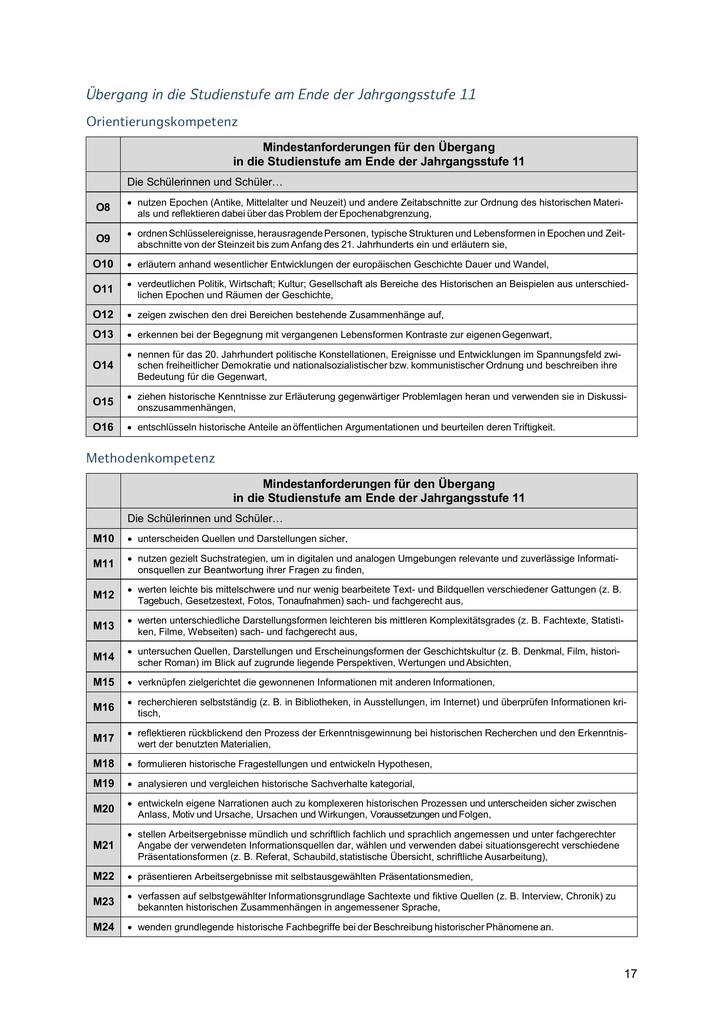 Übergang in die Studienstufe am Ende der Jahrgangsstufe 11
Orientierungskompetenz
Mindestanforderungen für den Übergang
in die Studienstufe am Ende der Jahrgangsstufe 11
Die Schülerinnen und Schüler…
O8
• nutzen Epochen (Antike, Mittelalter und Neuzeit) und andere Zeitabschnitte zur Ordnung des historischen Materi-
als und reflektieren dabei über das Problem der Epochenabgrenzung,
O9
• ordnen Schlüsselereignisse, herausragende Personen, typische Strukturen und Lebensformen in Epochen und Zeit-
abschnitte von der Steinzeit bis zum Anfang des 21. Jahrhunderts ein und erläutern sie,
O10 • erläutern anhand wesentlicher Entwicklungen der europäischen Geschichte Dauer und Wandel,
O11
• verdeutlichen Politik, Wirtschaft; Kultur; Gesellschaft als Bereiche des Historischen an Beispielen aus unterschied-
lichen Epochen und Räumen der Geschichte,
O12 • zeigen zwischen den drei Bereichen bestehende Zusammenhänge auf,
O13 • erkennen bei der Begegnung mit vergangenen Lebensformen Kontraste zur eigenen Gegenwart,
O14
• nennen für das 20. Jahrhundert politische Konstellationen, Ereignisse und Entwicklungen im Spannungsfeld zwi-
schen freiheitlicher Demokratie und nationalsozialistischer bzw. kommunistischer Ordnung und beschreiben ihre
Bedeutung für die Gegenwart,
O15
• ziehen historische Kenntnisse zur Erläuterung gegenwärtiger Problemlagen heran und verwenden sie in Diskussi-
onszusammenhängen,
O16 • entschlüsseln historische Anteile an öffentlichen Argumentationen und beurteilen deren Triftigkeit.
Methodenkompetenz
Mindestanforderungen für den Übergang
in die Studienstufe am Ende der Jahrgangsstufe 11
Die Schülerinnen und Schüler…
M10 • unterscheiden Quellen und Darstellungen sicher,
M11
• nutzen gezielt Suchstrategien, um in digitalen und analogen Umgebungen relevante und zuverlässige Informati-
onsquellen zur Beantwortung ihrer Fragen zu finden,
M12
• werten leichte bis mittelschwere und nur wenig bearbeitete Text- und Bildquellen verschiedener Gattungen (z. B.
Tagebuch, Gesetzestext, Fotos, Tonaufnahmen) sach- und fachgerecht aus,
M13
• werten unterschiedliche Darstellungsformen leichteren bis mittleren Komplexitätsgrades (z. B. Fachtexte, Statisti-
ken, Filme, Webseiten) sach- und fachgerecht aus,
M14
• untersuchen Quellen, Darstellungen und Erscheinungsformen der Geschichtskultur (z. B. Denkmal, Film, histori-
scher Roman) im Blick auf zugrunde liegende Perspektiven, Wertungen und Absichten,
M15 • verknüpfen zielgerichtet die gewonnenen Informationen mit anderen Informationen,
M16
• recherchieren selbstständig (z. B. in Bibliotheken, in Ausstellungen, im Internet) und überprüfen Informationen kri-
tisch,
M17
• reflektieren rückblickend den Prozess der Erkenntnisgewinnung bei historischen Recherchen und den Erkenntnis-
wert der benutzten Materialien,
M18 • formulieren historische Fragestellungen und entwickeln Hypothesen,
M19 • analysieren und vergleichen historische Sachverhalte kategorial,
M20
• entwickeln eigene Narrationen auch zu komplexeren historischen Prozessen und unterscheiden sicher zwischen
Anlass, Motiv und Ursache, Ursachen und Wirkungen, Voraussetzungen und Folgen,
M21
• stellen Arbeitsergebnisse mündlich und schriftlich fachlich und sprachlich angemessen und unter fachgerechter
Angabe der verwendeten Informationsquellen dar, wählen und verwenden dabei situationsgerecht verschiedene
Präsentationsformen (z. B. Referat, Schaubild, statistische Übersicht, schriftliche Ausarbeitung),
M22 • präsentieren Arbeitsergebnisse mit selbstausgewählten Präsentationsmedien,
M23
• verfassen auf selbstgewählter Informationsgrundlage Sachtexte und fiktive Quellen (z. B. Interview, Chronik) zu
bekannten historischen Zusammenhängen in angemessener Sprache,
M24 • wenden grundlegende historische Fachbegriffe bei der Beschreibung historischer Phänomene an.
17